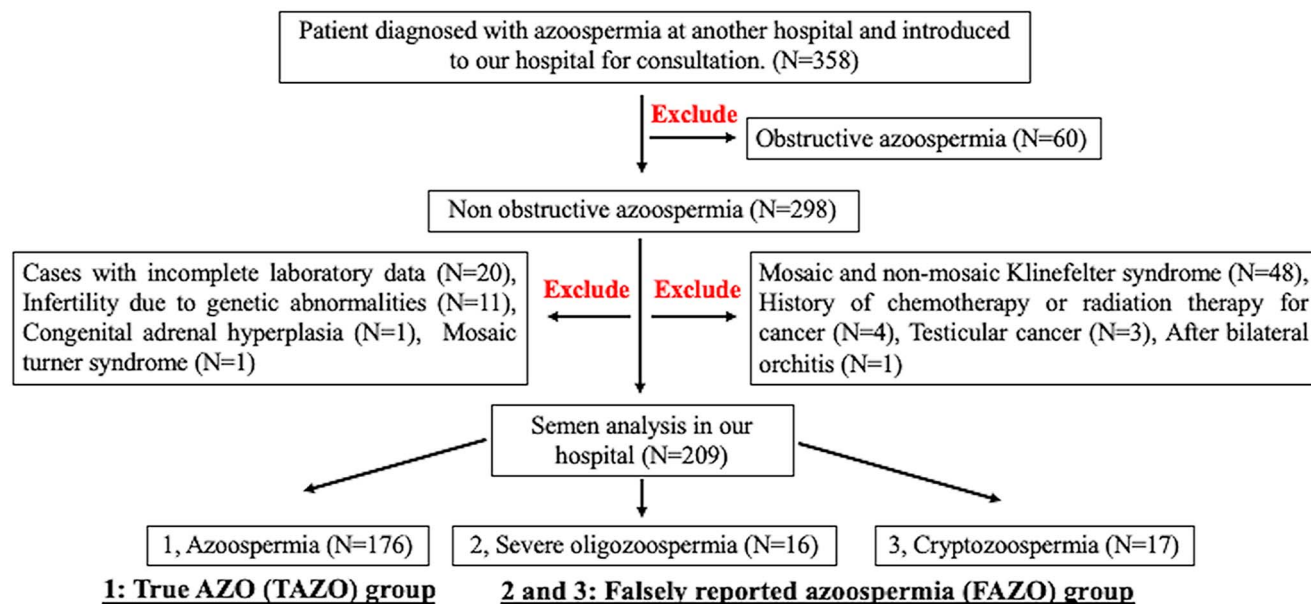 Patient diagnosed with azoospermia at another hospital and introduced
to our hospital for consultation. (N=358)
Exclude
Obstructive azoospermia (N=60)
Non obstructive azoospermia (N=298)
Cases with incomplete laboratory data (N=20),
Infertility due to genetic abnormalities (N=11),
Congenital adrenal hyperplasia (N=1), Mosaic
turner syndrome (N=1)
Exclude
Exclude
Mosaic and non-mosaic Klinefelter syndrome (N=48),
History of chemotherapy or radiation therapy for
cancer (N=4), Testicular cancer (N=3), After bilateral
orchitis (N=1)
Semen analysis in our
hospital (N=209)
1, Azoospermia (N=176)
2, Severe oligozoospermia (N=16)
3, Cryptozoospermia (N=17)
1: True AZO (TAZO) group
2 and 3: Falsely reported azoospermia (FAZO) group